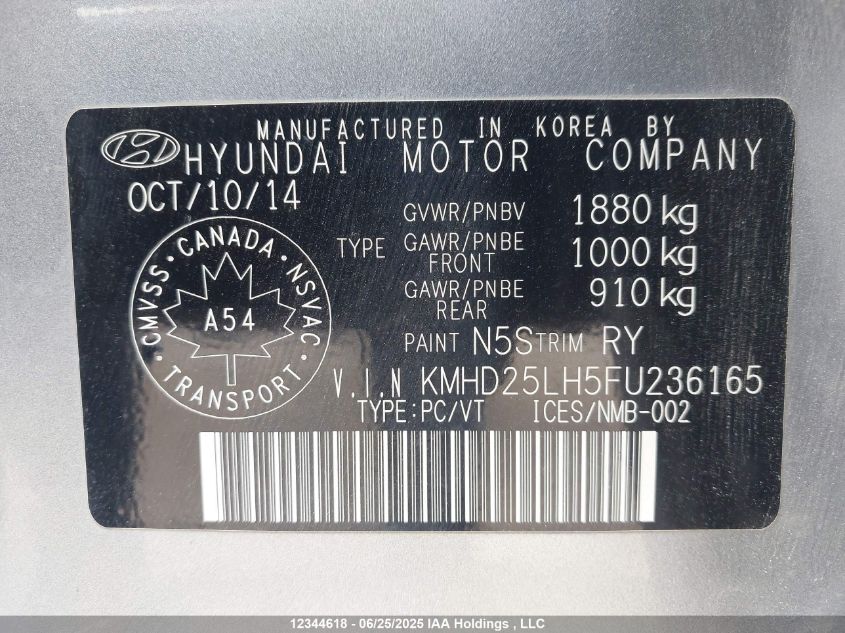 MANUFACTURED IN KOREA BY
HYUNDAI MOTOR COMPANY
OCT/10/14
GVWR/PNBV 1880 kg
TYPE GAWR/PNBE FRONT 1000 kg
GAWR/PNBE REAR 910 kg
CMVSS · CANADA · NSVAC · TRANSPORT ·
A54
PAINT N5S TRIM RY
V.I.N KMHD25LH5FU236165
TYPE:PC/VT ICES/NMB-002
12344618 - 06/25/2025 IAA Holdings , LLC